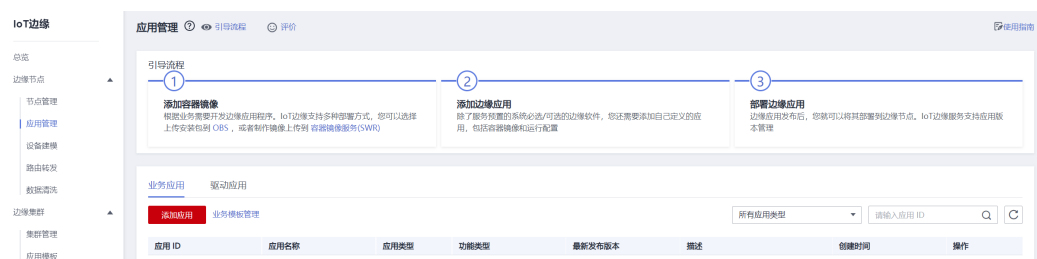 IoT边缘
总览
边缘节点
节点管理
应用管理
设备建模
路由转发
数据清洗
边缘集群
集群管理
应用模板
应用管理 引导流程 评价
使用指南
引导流程
1
添加容器镜像
根据业务需要开发边缘应用程序。IoT边缘支持多种部署方式，您可以选择
上传安装包到 OBS ，或者制作镜像上传到 容器镜像服务(SWR)
2
添加边缘应用
除了服务预置的系统必选/可选的边缘软件，您还需要添加自己定义的应
用，包括容器镜像和运行配置
3
部署边缘应用
边缘应用发布后，您就可以将其部署到边缘节点。IoT边缘服务支持应用版
本管理
业务应用 驱动应用
添加应用 业务模板管理 所有应用类型 请输入应用 ID
应用 ID 应用名称 应用类型 功能类型 最新发布版本 描述 创建时间 操作